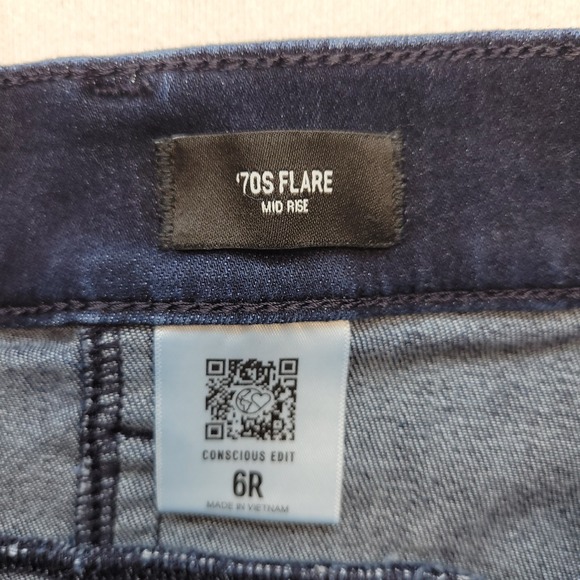 '70S FLARE
MID RISE
CONSCIOUS EDIT
6R
MADE IN VIETNAM